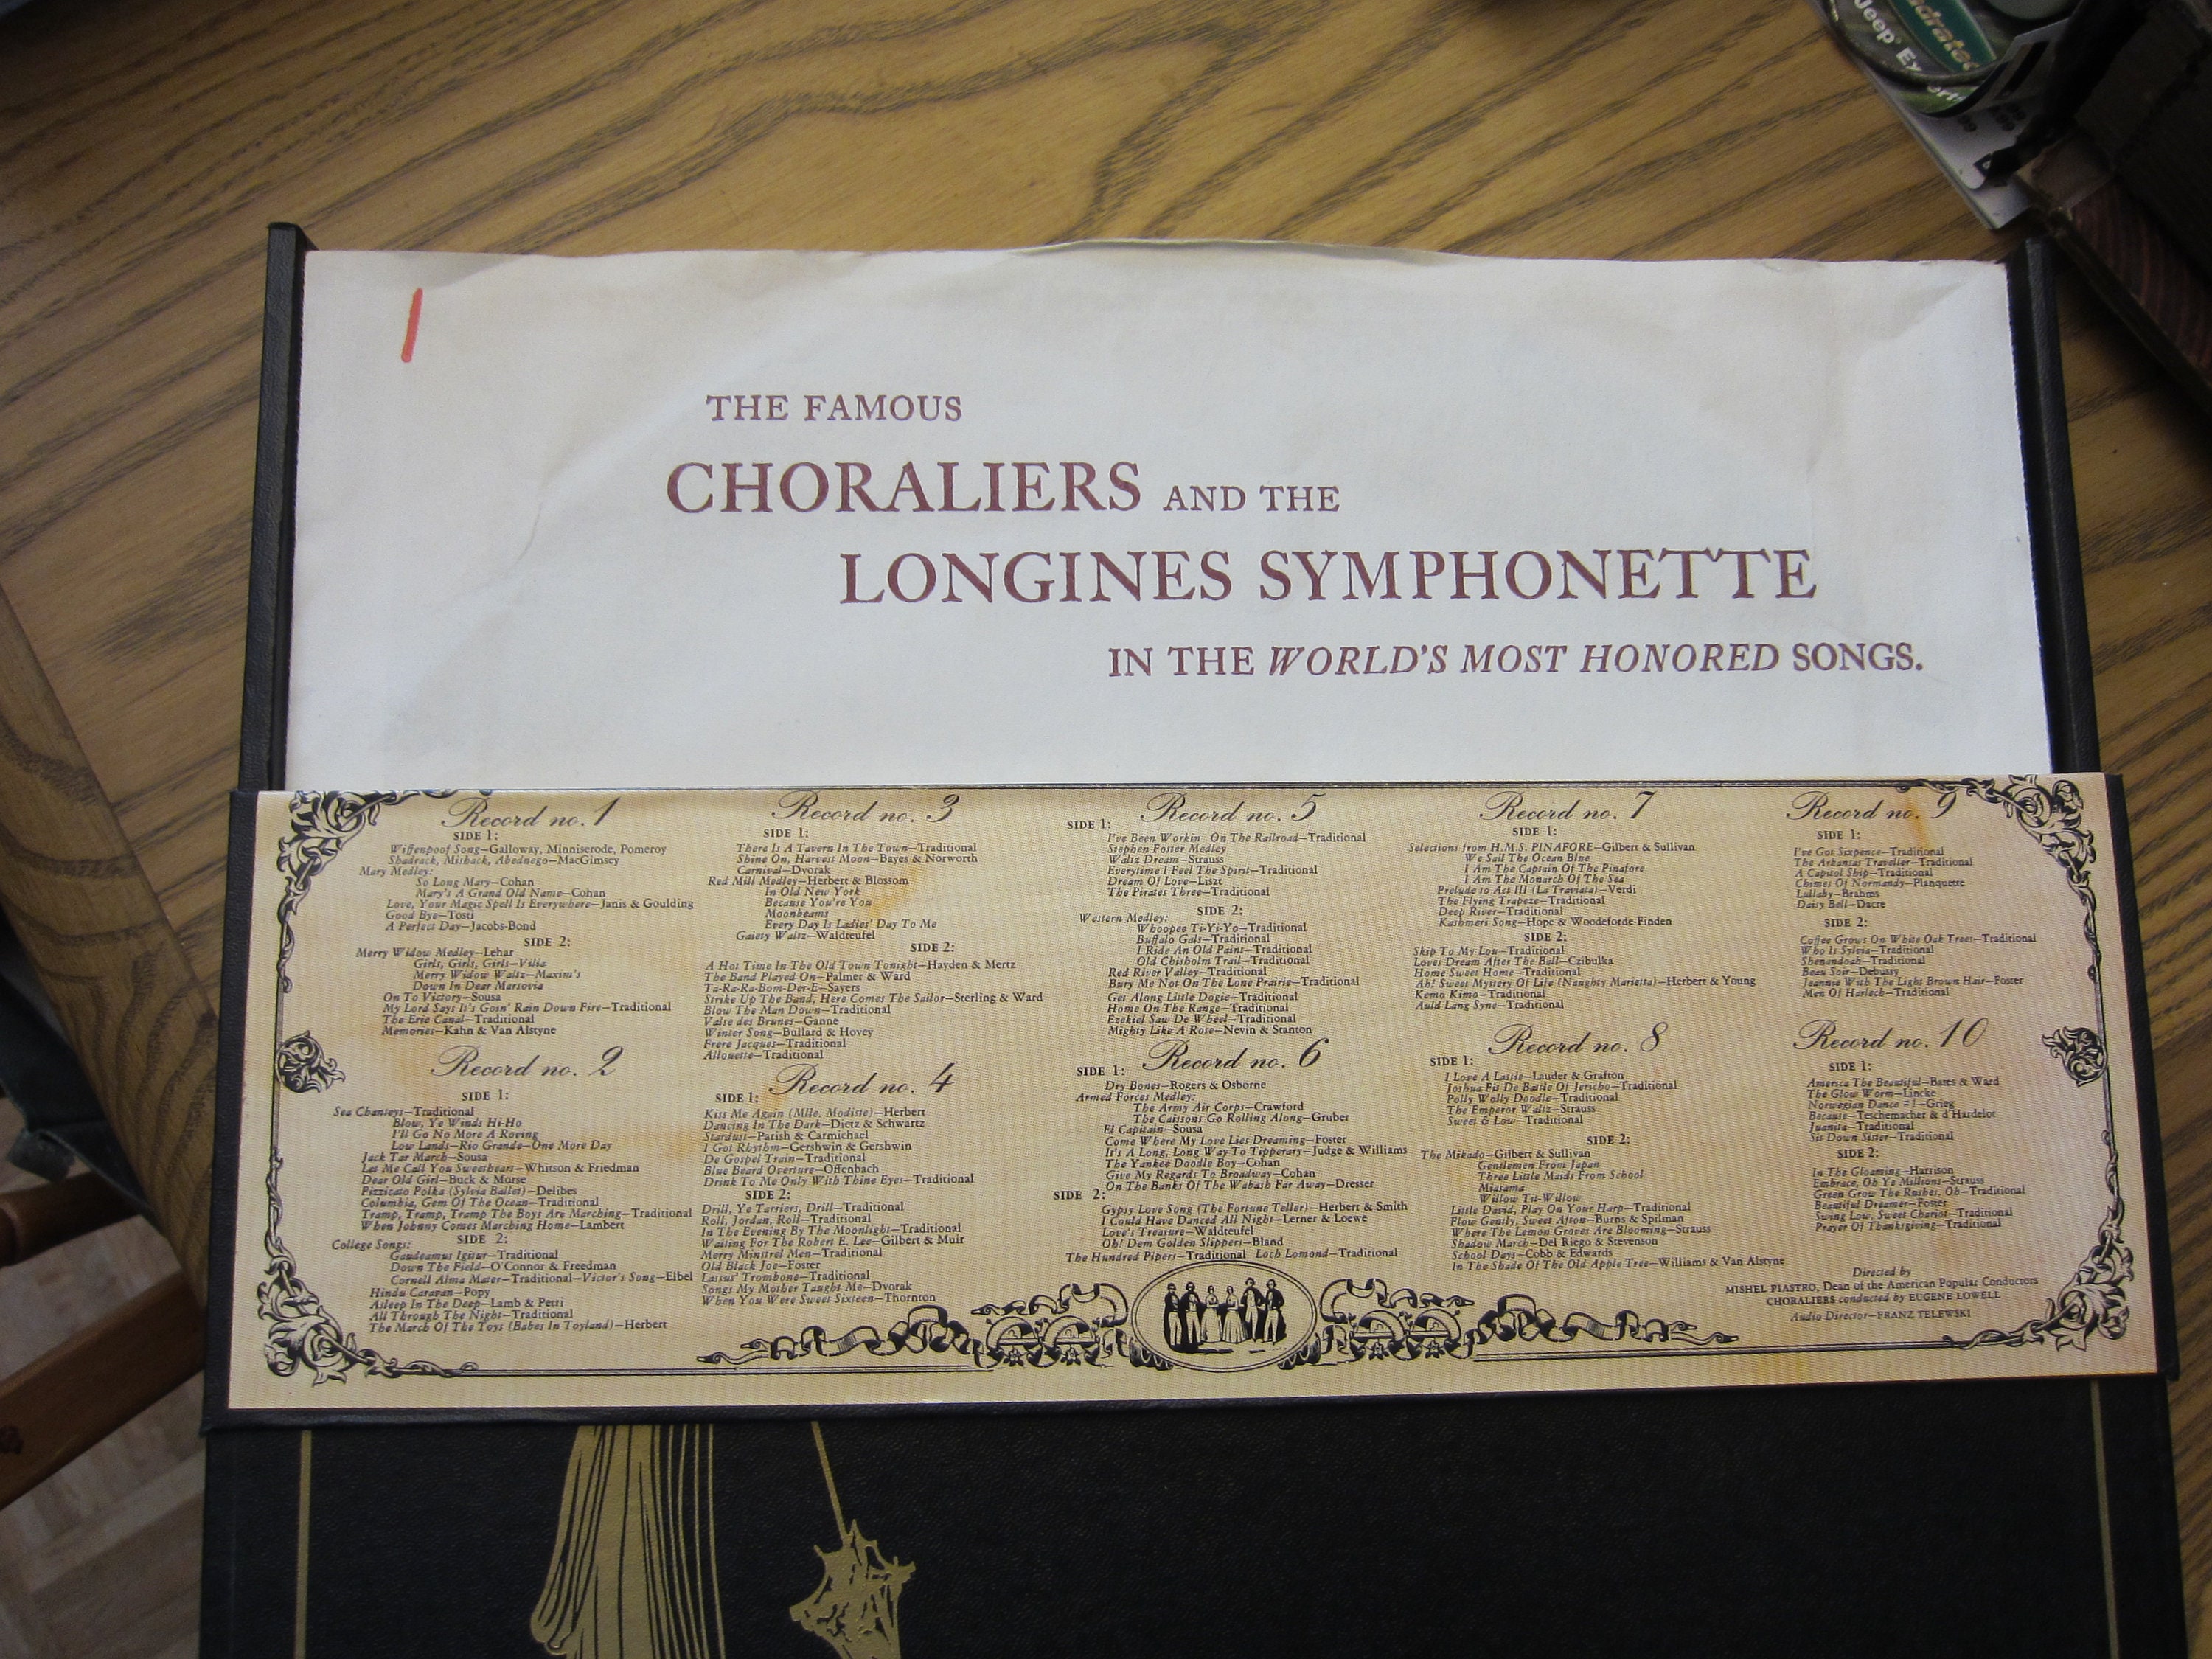 Jeep Ex
THE FAMOUS
CHORALIERS AND THE
LONGINES SYMPHONETTE
IN THE WORLD'S MOST HONORED SONGS.
Record no. 1
SIDE 1:
Wiffenpoof Song—Galloway, Minniserode, Pomeroy
Shadrack, Misback, Abednego—MacGimsey
Mary Medley:
So Long Mary—Cohan
Mary's A Grand Old Name—Cohan
Love, Your Magic Spell Is Everywhere—Janis & Goulding
Good Bye—Tosti
A Perfect Day—Jacobs-Bond
SIDE 2:
Merry Widow Medley—Lehar
Girls, Girls, Girls—Vilia
Merry Widow Waltz—Maxim's
Down In Dear Marsovia
On To Victory—Sousa
My Lord Says It's Goin' Rain Down Fire—Traditional
The Erie Canal—Traditional
Memories—Kahn & Van Alstyne
Record no. 2
SIDE 1:
Sea Chanteys—Traditional
Blow, Ye Winds Hi-Ho
I'll Go No More A Roving
Low Lands—Rio Grande—One More Day
Jack Tar March—Sousa
Let Me Call You Sweetheart—Whitson & Friedman
Dear Old Girl—Buck & Morse
Pizzicato Polka (Sylvia Ballet)—Delibes
Columbia, Gem Of The Ocean—Traditional
Tramp, Tramp, Tramp The Boys Are Marching—Traditional
When Johnny Comes Marching Home—Lambert
SIDE 2:
College Songs:
Gaudeamus Igitur—Traditional
Down The Field—O'Connor & Freedman
Cornell Alma Mater—Traditional—Victor's Song—Elbel
Hindu Caravan—Popy
Asleep In The Deep—Lamb & Petri
All Through The Night—Traditional
The March Of The Toys (Babes In Toyland)—Herbert
Record no. 3
SIDE 1:
There Is A Tavern In The Town—Traditional
Shine On, Harvest Moon—Bayes & Norworth
Carnival—Dvorak
Red Mill Medley—Herbert & Blossom
In Old New York
Because You're You
Moonbeams
Every Day Is Ladies' Day To Me
Gaiety Waltz—Waldteufel
SIDE 2:
A Hot Time In The Old Town Tonight—Hayden & Mertz
The Band Played On—Palmer & Ward
Ta-Ra-Ra-Bom-Der-E—Sayers
Strike Up The Band, Here Comes The Sailor—Sterling & Ward
Blow The Man Down—Traditional
Valse des Brunes—Ganne
Winter Song—Bullard & Hovey
Frere Jacques—Traditional
Allouette—Traditional
Record no. 4
SIDE 1:
Kiss Me Again (Mlle. Modiste)—Herbert
Dancing In The Dark—Dietz & Schwartz
Stardust—Parish & Carmichael
I Got Rhythm—Gershwin & Gershwin
De Gospel Train—Traditional
Blue Beard Overture—Offenbach
Drink To Me Only With Thine Eyes—Traditional
SIDE 2:
Drill, Ye Tarriers, Drill—Traditional
Roll, Jordan, Roll—Traditional
In The Evening By The Moonlight—Traditional
Waiting For The Robert E. Lee—Gilbert & Muir
Merry Minstrel Men—Traditional
Old Black Joe—Foster
Lassus' Trombone—Traditional
Songs My Mother Taught Me—Dvorak
When You Were Sweet Sixteen—Thornton
Record no. 5
SIDE 1:
I've Been Workin On The Railroad—Traditional
Stephen Foster Medley
Waltz Dream—Strauss
Everytime I Feel The Spirit—Traditional
Dream Of Love—Liszt
The Pirates Three—Traditional
SIDE 2:
Western Medley:
Whoopee Ti-Yi-Yo—Traditional
Buffalo Gals—Traditional
I Ride An Old Paint—Traditional
Old Chisholm Trail—Traditional
Red River Valley—Traditional
Bury Me Not On The Lone Prairie—Traditional
Get Along Little Dogie—Traditional
Home On The Range—Traditional
Ezekiel Saw De Wheel—Traditional
Mighty Like A Rose—Nevin & Stanton
Record no. 6
SIDE 1:
Dry Bones—Rogers & Osborne
Armed Forces Medley:
The Army Air Corps—Crawford
The Caissons Go Rolling Along—Gruber
El Capitain—Sousa
Come Where My Love Lies Dreaming—Foster
It's A Long, Long Way To Tipperary—Judge & Williams
The Yankee Doodle Boy—Cohan
Give My Regards To Broadway—Cohan
On The Banks Of The Wabash Far Away—Dresser
SIDE 2:
Gypsy Love Song (The Fortune Teller)—Herbert & Smith
I Could Have Danced All Night—Lerner & Loewe
Love's Treasure—Waldteufel
Oh! Dem Golden Slippers—Bland
The Hundred Pipers—Traditional Loch Lomond—Traditional
Record no. 7
SIDE 1:
Selections from H.M.S. PINAFORE—Gilbert & Sullivan
We Sail The Ocean Blue
I Am The Captain Of The Pinafore
I Am The Monarch Of The Sea
Prelude to Act III (La Traviata)—Verdi
The Flying Trapeze—Traditional
Deep River—Traditional
Kashmeri Song—Hope & Woodeforde-Finden
SIDE 2:
Skip To My Lou—Traditional
Loves Dream After The Ball—Czibulka
Home Sweet Home—Traditional
Ah! Sweet Mystery Of Life (Naughty Marietta)—Herbert & Young
Kemo Kimo—Traditional
Auld Lang Syne—Traditional
Record no. 8
SIDE 1:
I Love A Lassie—Lauder & Grafton
Joshua Fit De Battle Of Jericho—Traditional
Polly Wolly Doodle—Traditional
The Emperor Waltz—Strauss
Sweet & Low—Traditional
SIDE 2:
The Mikado—Gilbert & Sullivan
Gentlemen From Japan
Three Little Maids From School
Miasama
Willow Tit-Willow
Little David, Play On Your Harp—Traditional
Flow Gently, Sweet Afton—Burns & Spilman
Where The Lemon Groves Are Blooming—Strauss
Shadow March—Del Riego & Stevenson
School Days—Cobb & Edwards
In The Shade Of The Old Apple Tree—Williams & Van Alstyne
Record no. 9
SIDE 1:
I've Got Sixpence—Traditional
The Arkansas Traveller—Traditional
A Capitol Ship—Traditional
Chimes Of Normandy—Planquette
Lullaby—Brahms
Daisy Bell—Dacre
SIDE 2:
Coffee Grows On White Oak Trees—Traditional
Who Is Sylvia—Traditional
Shenandoah—Traditional
Beau Soir—Debussy
Jeannie With The Light Brown Hair—Foster
Men Of Harlech—Traditional
Record no. 10
SIDE 1:
America The Beautiful—Bates & Ward
The Glow Worm—Lincke
Norwegian Dance #1—Grieg
Because—Teschemacher & d'Hardelot
Juanita—Traditional
Sit Down Sister—Traditional
SIDE 2:
In The Gloaming—Harrison
Embrace, Oh Ye Millions—Strauss
Green Grow The Rushes, Oh—Traditional
Beautiful Dreamer—Foster
Swing Low, Sweet Chariot—Traditional
Prayer Of Thanksgiving—Traditional
Directed by
MISHEL PIASTRO, Dean of the American Popular Conductors
CHORALIERS conducted by EUGENE LOWELL
Audio Director—FRANZ TELEWSKI